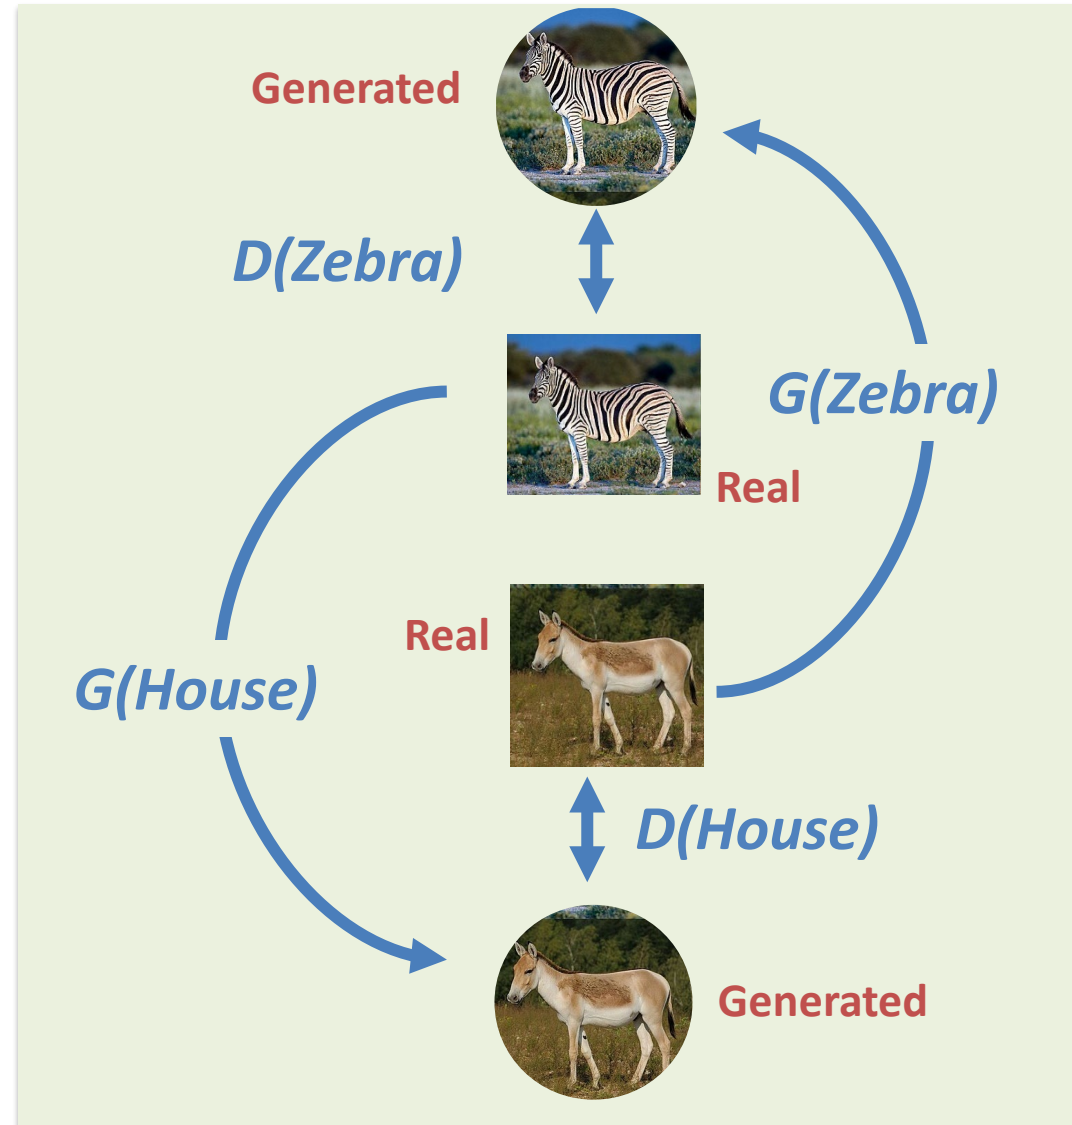 Generated
D(Zebra)
G(Zebra)
Real
Real
G(House)
D(House)
Generated